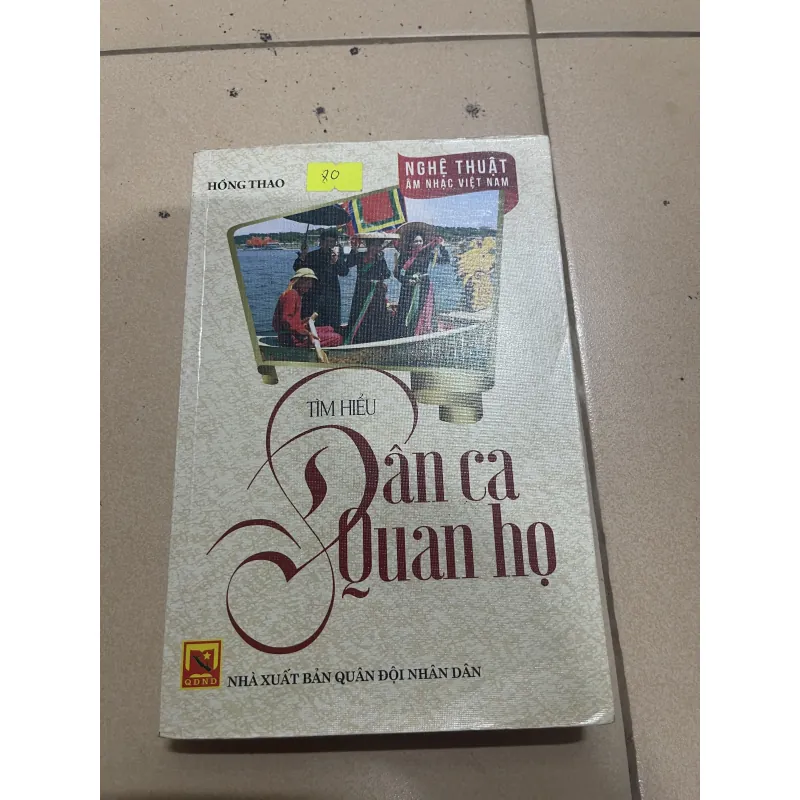 HỒNG THAO
80
NGHỆ THUẬT
ÂM NHẠC VIỆT NAM
TÌM HIỂU
Dân ca
Quan họ
QĐND
NHÀ XUẤT BẢN QUÂN ĐỘI NHÂN DÂN